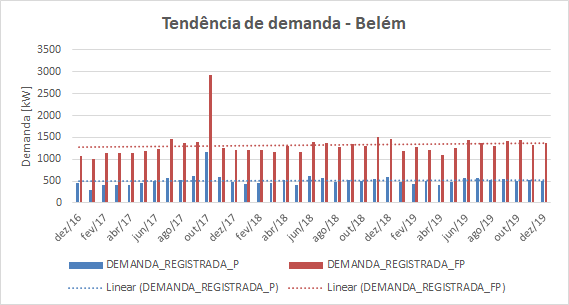 Tendência de demanda - Belém
3500
3000
2500
2000
1500
1000
500
0
Demanda [kW]
dez/16
fev/17
abr/17
jun/17
ago/17
out/17
dez/17
fev/18
abr/18
jun/18
ago/18
out/18
dez/18
fev/19
abr/19
jun/19
ago/19
out/19
dez/19
DEMANDA_REGISTRADA_P
DEMANDA_REGISTRADA_FP
Linear (DEMANDA_REGISTRADA_P)
Linear (DEMANDA_REGISTRADA_FP)